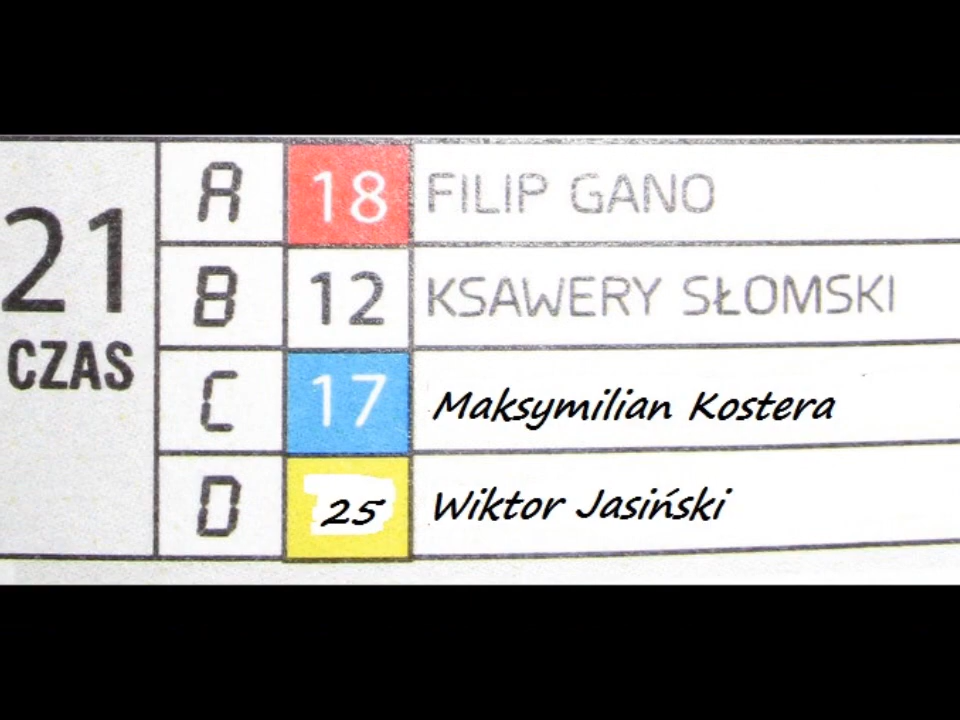 21
CZAS
A 18 FILIP GANO
B 12 KSAWERY SŁOMSKI
C 17 Maksymilian Kostera
D 25 Wiktor Jasiński